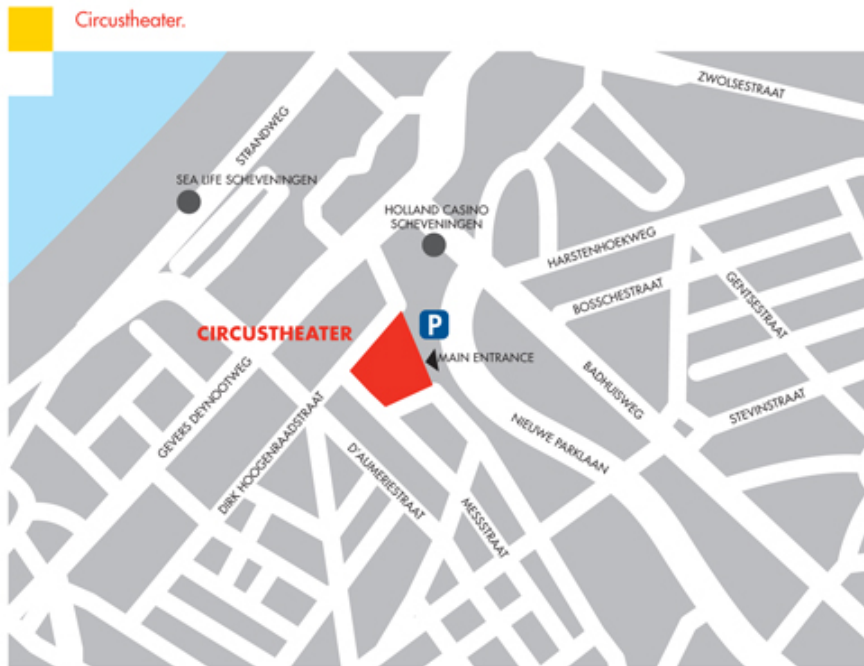 Circustheater.
ZWOLSESTRAAT
STRANDWEG
SEA LIFE SCHEVENINGEN
HOLLAND CASINO
SCHEVENINGEN
HARSTENHOEKWEG
BOSSCHESTRAAT
GENTSESTRAAT
CIRCUSTHEATER
P
MAIN ENTRANCE
GEVERS DEYNOOTWEG
BADHUISWEG
STEVINSTRAAT
DIRK HOOGENRAADSTRAAT
NIEUWE PARKLAAN
D'AUMERIESTRAAT
MESSSTRAAT